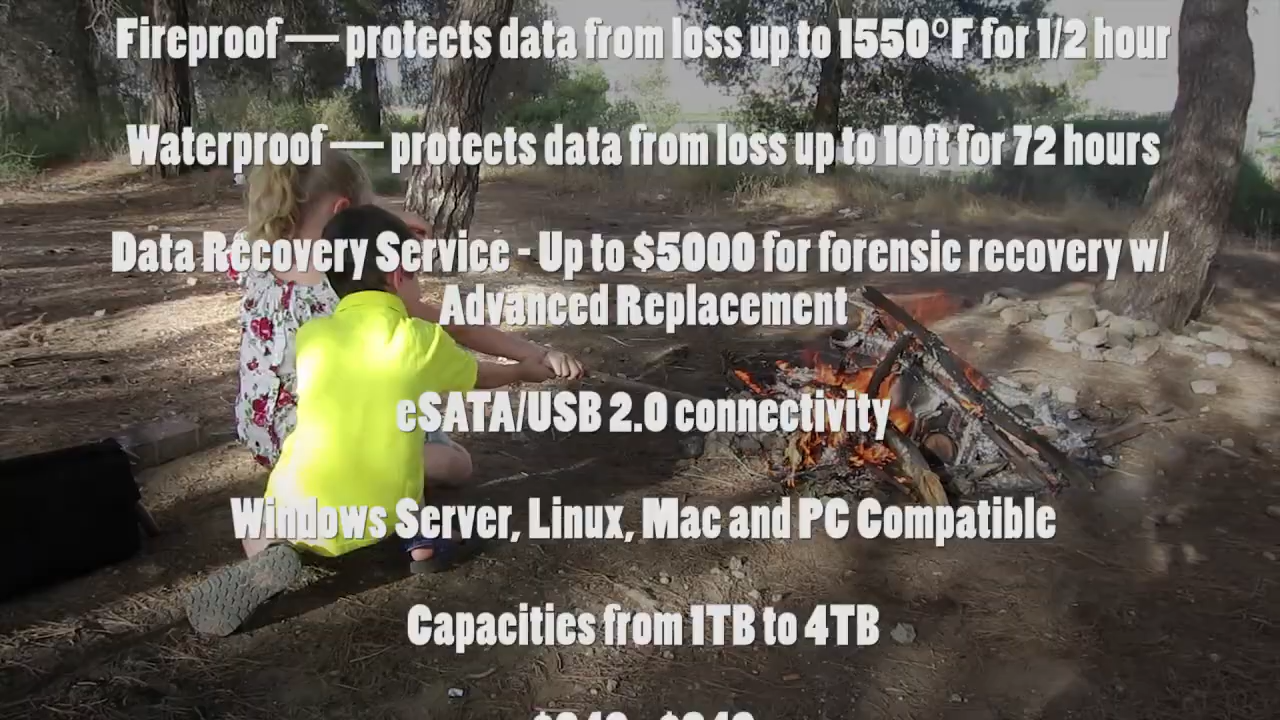 Fireproof — protects data from loss up to 1550°F for 1/2 hour
Waterproof — protects data from loss up to 10ft for 72 hours
Data Recovery Service - Up to $5000 for forensic recovery w/
Advanced Replacement
eSATA/USB 2.0 connectivity
Windows Server, Linux, Mac and PC Compatible
Capacities from 1TB to 4TB